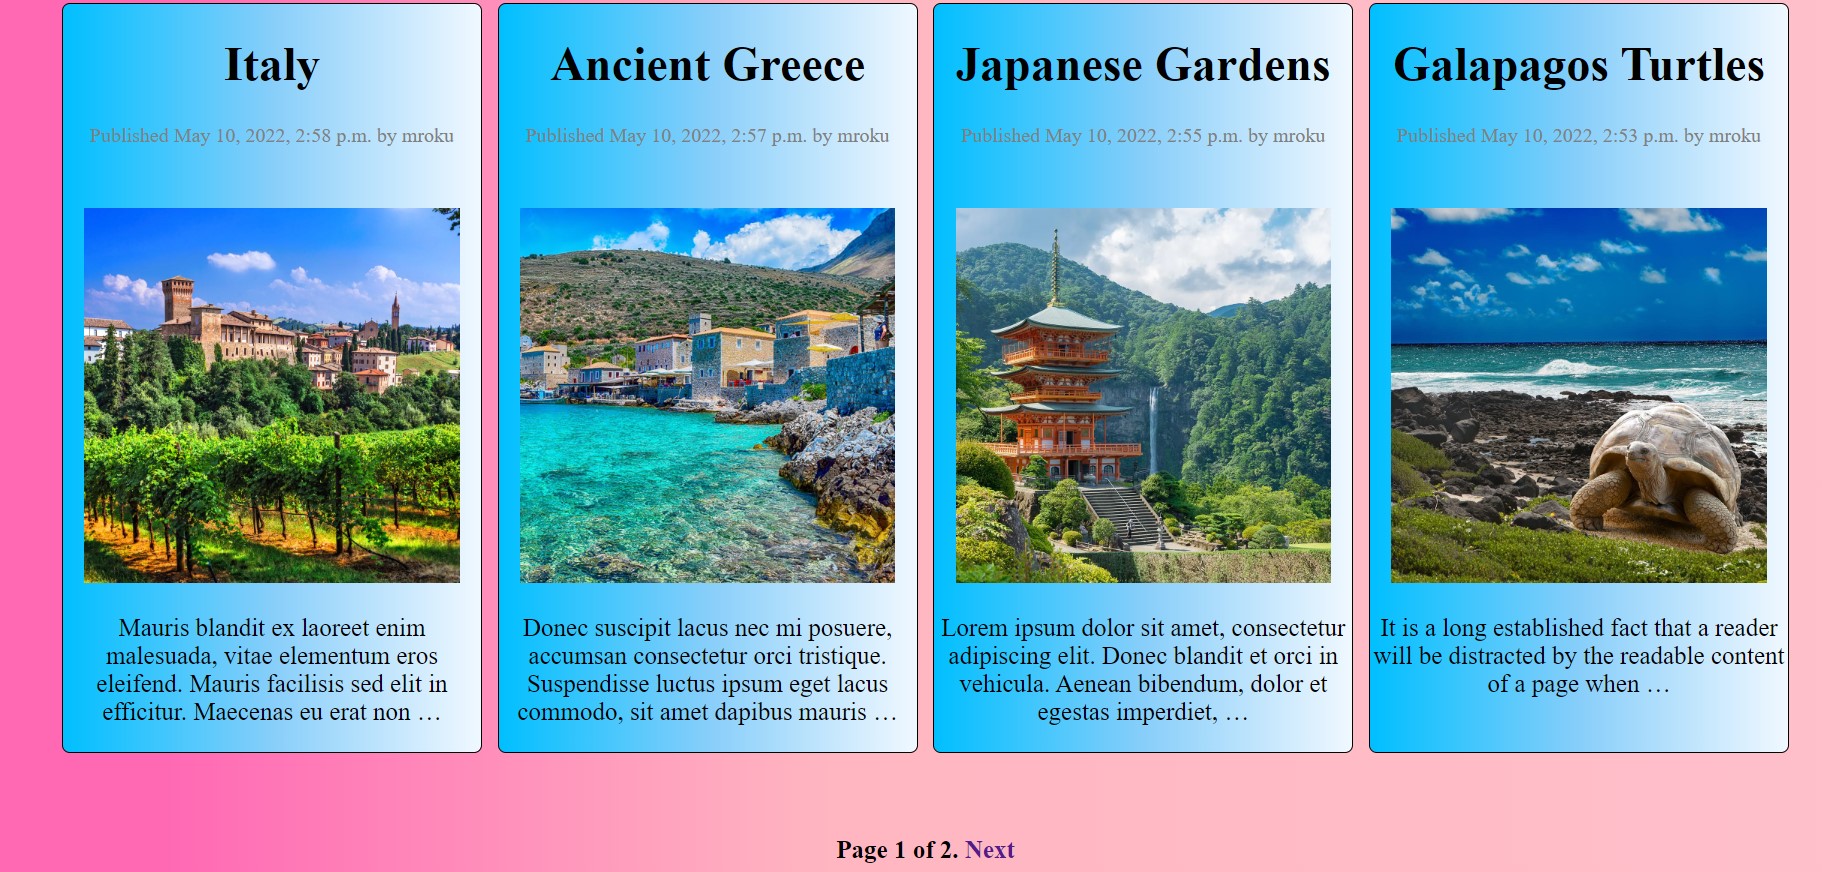 Italy
Published May 10, 2022, 2:58 p.m. by mroku
Mauris blandit ex laoreet enim
malesuada, vitae elementum eros
eleifend. Mauris facilisis sed elit in
efficitur. Maecenas eu erat non …
Ancient Greece
Published May 10, 2022, 2:57 p.m. by mroku
Donec suscipit lacus nec mi posuere,
accumsan consectetur orci tristique.
Suspendisse luctus ipsum eget lacus
commodo, sit amet dapibus mauris …
Japanese Gardens
Published May 10, 2022, 2:55 p.m. by mroku
Lorem ipsum dolor sit amet, consectetur
adipiscing elit. Donec blandit et orci in
vehicula. Aenean bibendum, dolor et
egestas imperdiet, …
Galapagos Turtles
Published May 10, 2022, 2:53 p.m. by mroku
It is a long established fact that a reader
will be distracted by the readable content
of a page when …
Page 1 of 2. Next